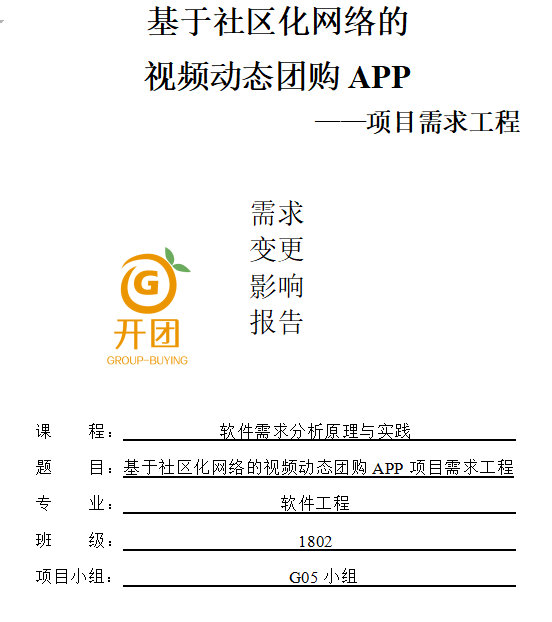 基于社区化网络的
视频动态团购 APP
——项目需求工程
需求
变更
影响
报告
G
开团
GROUP-BUYING
课 程：软件需求分析原理与实践
题 目：基于社区化网络的视频动态团购 APP 项目需求工程
专 业：软件工程
班 级：1802
项目小组：G05 小组